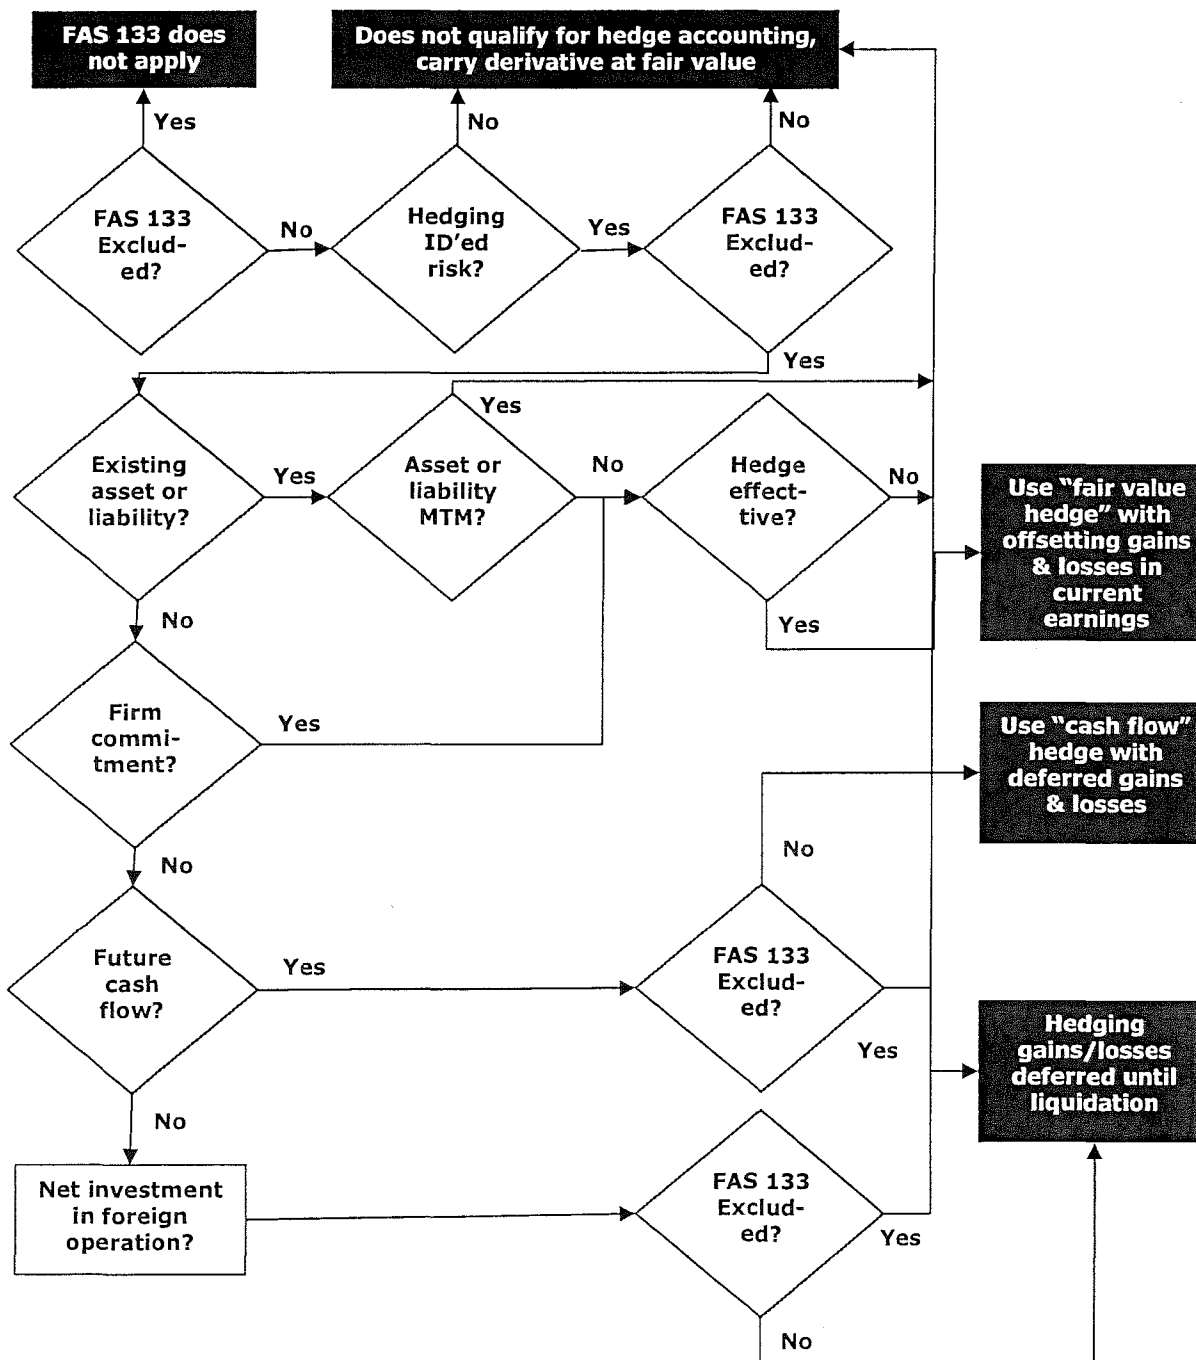 FAS 133 does
not apply
Does not qualify for hedge accounting,
carry derivative at fair value
Yes
No
No
FAS 133
Exclud-
ed?
No
Hedging
ID'ed
risk?
Yes
FAS 133
Exclud-
ed?
Yes
Yes
Existing
asset or
liability?
Yes
Asset or
liability
MTM?
No
Hedge
effec-
tive?
No
Use "fair value
hedge" with
offsetting gains
& losses in
current
earnings
No
Yes
Firm
commi-
tment?
Yes
Use "cash flow"
hedge with
deferred gains
& losses
No
No
Future
cash
flow?
Yes
FAS 133
Exclud-
ed?
Yes
Hedging
gains/losses
deferred until
liquidation
No
Net investment
in foreign
operation?
FAS 133
Exclud-
ed?
Yes
No